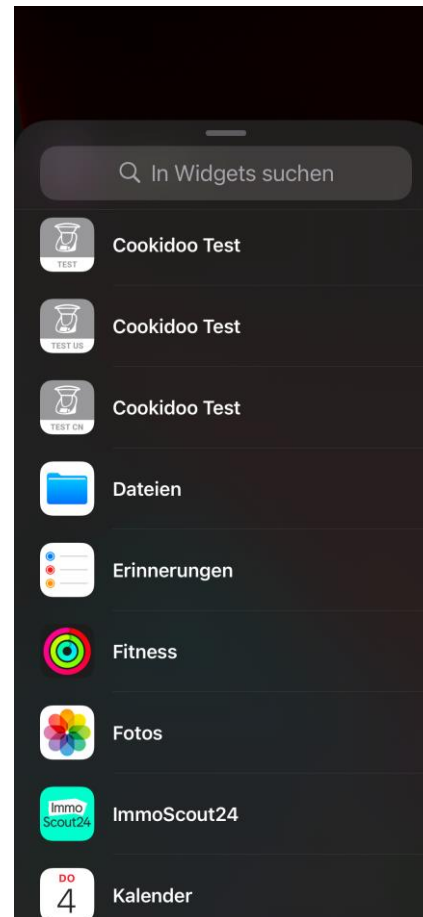 In Widgets suchen
TEST
Cookidoo Test
TEST US
Cookidoo Test
TEST CN
Cookidoo Test
Dateien
Erinnerungen
Fitness
Fotos
Immo
Scout24
ImmoScout24
DO
4
Kalender